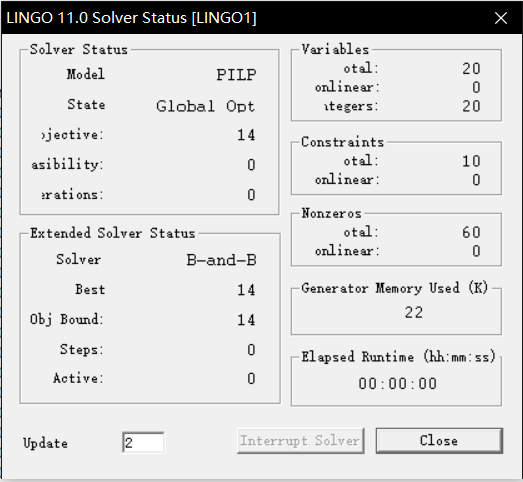 LINGO 11.0 Solver Status [LINGO1]
Solver Status
Model PILP
State Global Opt
jective: 14
asibility: 0
erations: 0
Extended Solver Status
Solver B-and-B
Best 14
Obj Bound: 14
Steps: 0
Active: 0
Variables
otal: 20
onlinear: 0
ntegers: 20
Constraints
otal: 10
onlinear: 0
Nonzeros
otal: 60
onlinear: 0
Generator Memory Used (K)
22
Elapsed Runtime (hh:mm:ss)
00:00:00
Update 2
Interrupt Solver
Close